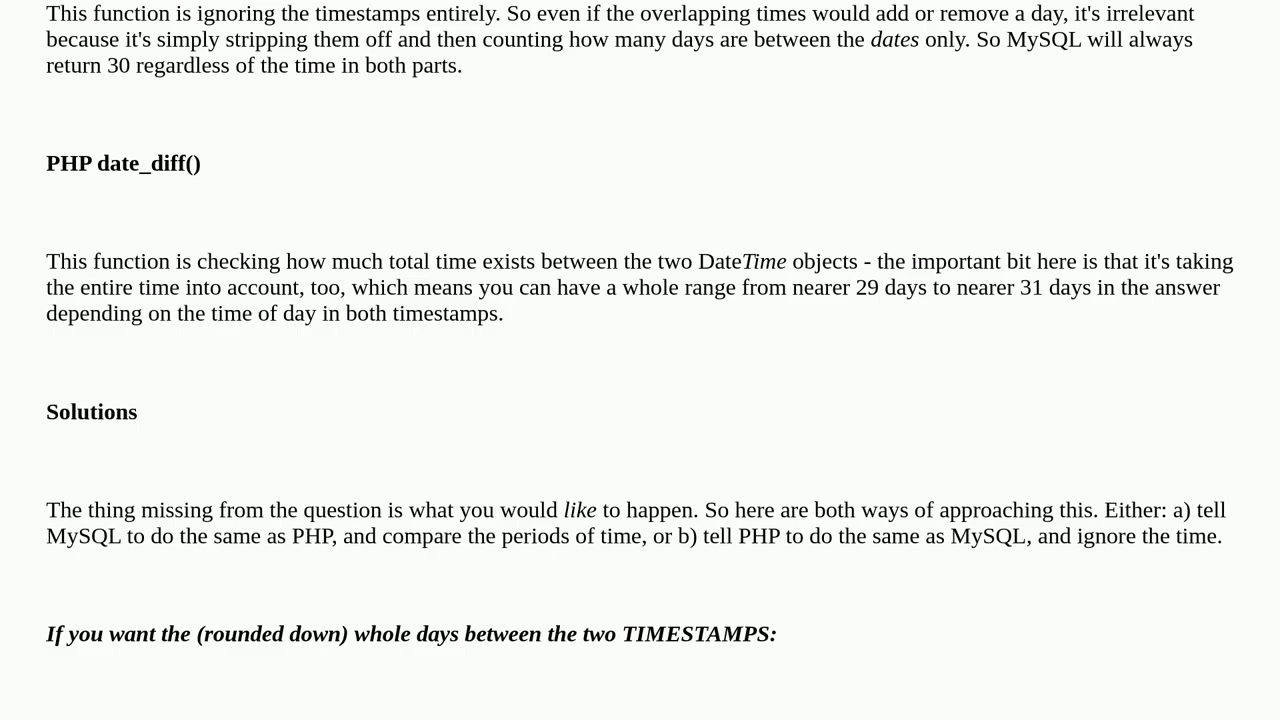 This function is ignoring the timestamps entirely. So even if the overlapping times would add or remove a day, it's irrelevant
because it's simply stripping them off and then counting how many days are between the dates only. So MySQL will always
return 30 regardless of the time in both parts.
PHP date_diff()
This function is checking how much total time exists between the two DateTime objects - the important bit here is that it's taking
the entire time into account, too, which means you can have a whole range from nearer 29 days to nearer 31 days in the answer
depending on the time of day in both timestamps.
Solutions
The thing missing from the question is what you would like to happen. So here are both ways of approaching this. Either: a) tell
MySQL to do the same as PHP, and compare the periods of time, or b) tell PHP to do the same as MySQL, and ignore the time.
If you want the (rounded down) whole days between the two TIMESTAMPS: